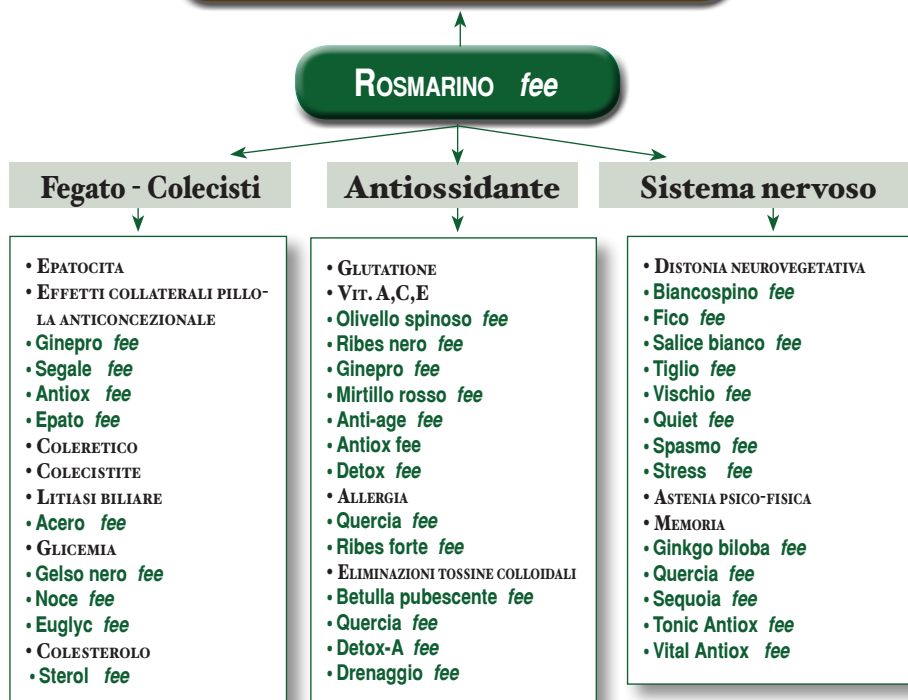 ROSMARINO fee
Fegato - Colecisti
• EPATOCITA
• EFFETTI COLLATERALI PILLO-
LA ANTICONCEZIONALE
• Ginepro fee
• Segale fee
• Antiox fee
• Epato fee
• COLERETICO
• COLECISTITE
• LITIASI BILIARE
• Acero fee
• GLICEMIA
• Gelso nero fee
• Noce fee
• Euglyc fee
• COLESTEROLO
• Sterol fee
Antiossidante
• GLUTATIONE
• VIT. A,C,E
• Olivello spinoso fee
• Ribes nero fee
• Ginepro fee
• Mirtillo rosso fee
• Anti-age fee
• Antiox fee
• Detox fee
• ALLERGIA
• Quercia fee
• Ribes forte fee
• ELIMINAZIONI TOSSINE COLLOIDALI
• Betulla pubescente fee
• Quercia fee
• Detox-A fee
• Drenaggio fee
Sistema nervoso
• DISTONIA NEUROVEGETATIVA
• Biancospino fee
• Fico fee
• Salice bianco fee
• Tiglio fee
• Vischio fee
• Quiet fee
• Spasmo fee
• Stress fee
• ASTENIA PSICO-FISICA
• MEMORIA
• Ginkgo biloba fee
• Quercia fee
• Sequoia fee
• Tonic Antiox fee
• Vital Antiox fee